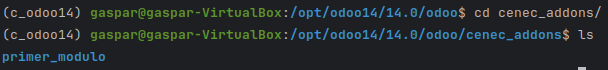 (c_odoo14) gaspar@gaspar-VirtualBox:/opt/odoo14/14.0/odoo$ cd cenec_addons/
(c_odoo14) gaspar@gaspar-VirtualBox:/opt/odoo14/14.0/odoo/cenec_addons$ ls
primer_modulo